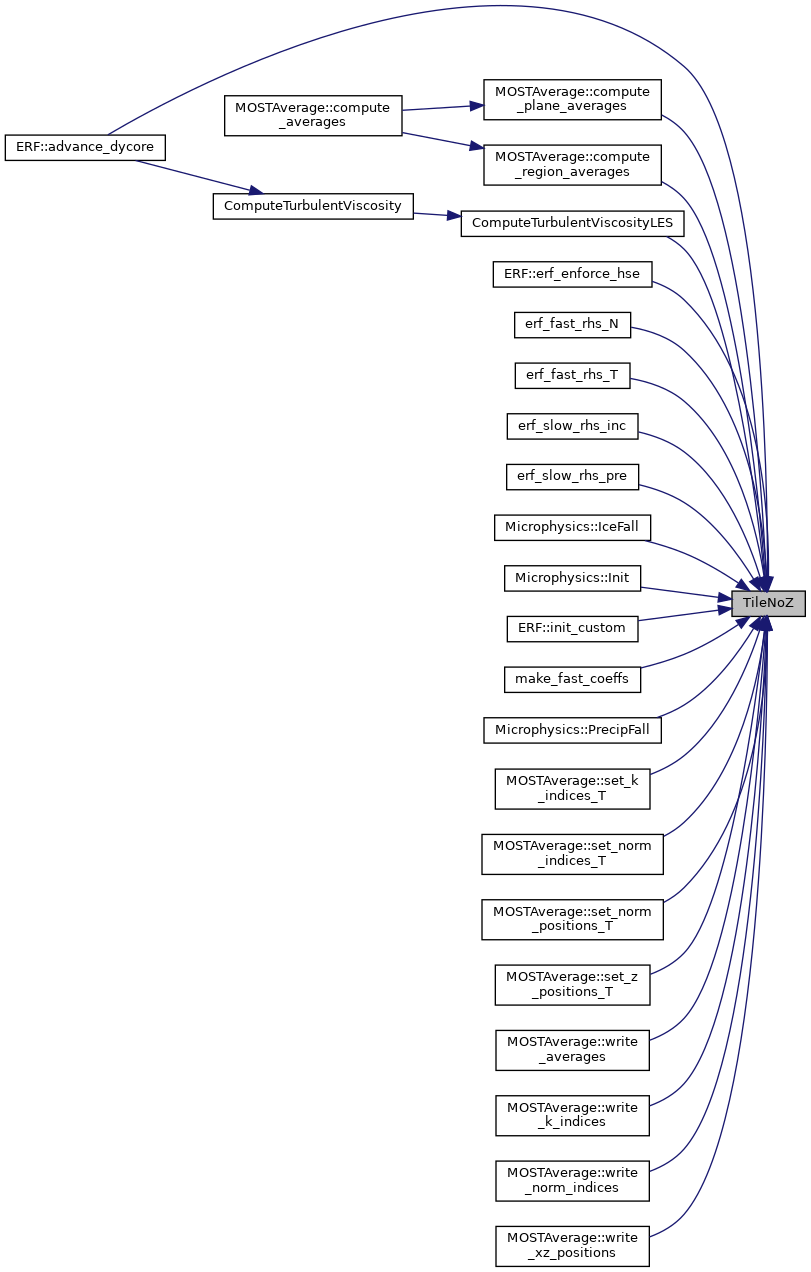 MOSTAverage::compute
_plane_averages
MOSTAverage::compute
_averages
ERF::advance_dycore
MOSTAverage::compute
_region_averages
ComputeTurbulentViscosity
ComputeTurbulentViscosityLES
ERF::erf_enforce_hse
erf_fast_rhs_N
erf_fast_rhs_T
erf_slow_rhs_inc
erf_slow_rhs_pre
Microphysics::IceFall
Microphysics::Init
TileNoZ
ERF::init_custom
make_fast_coeffs
Microphysics::PrecipFall
MOSTAverage::set_k
_indices_T
MOSTAverage::set_norm
_indices_T
MOSTAverage::set_norm
_positions_T
MOSTAverage::set_z
_positions_T
MOSTAverage::write
_averages
MOSTAverage::write
_k_indices
MOSTAverage::write
_norm_indices
MOSTAverage::write
_xz_positions